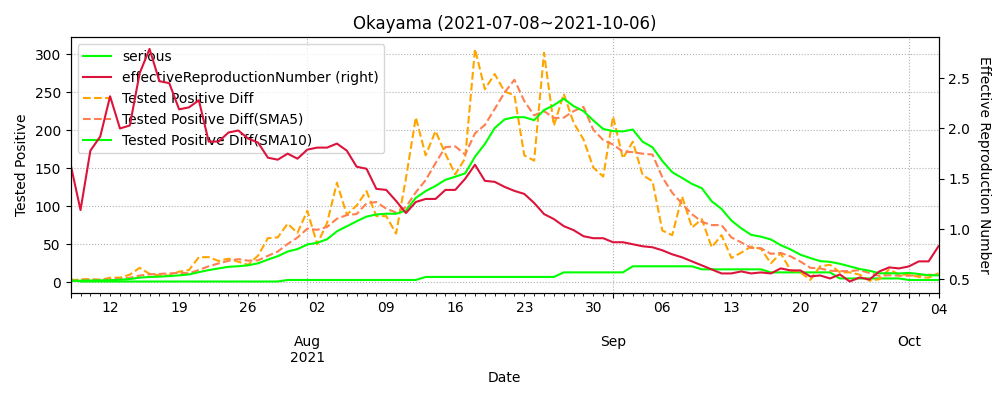 Okayama (2021-07-08~2021-10-06)
Tested Positive
300
250
200
150
100
50
0
serious
effectiveReproductionNumber (right)
Tested Positive Diff
Tested Positive Diff(SMA5)
Tested Positive Diff(SMA10)
2.5
2.0
1.5
1.0
0.5
Effective Reproduction Number
12 19 26 02 09 16 23 30 06 13 20 27 04
Aug Sep Oct
2021
Date